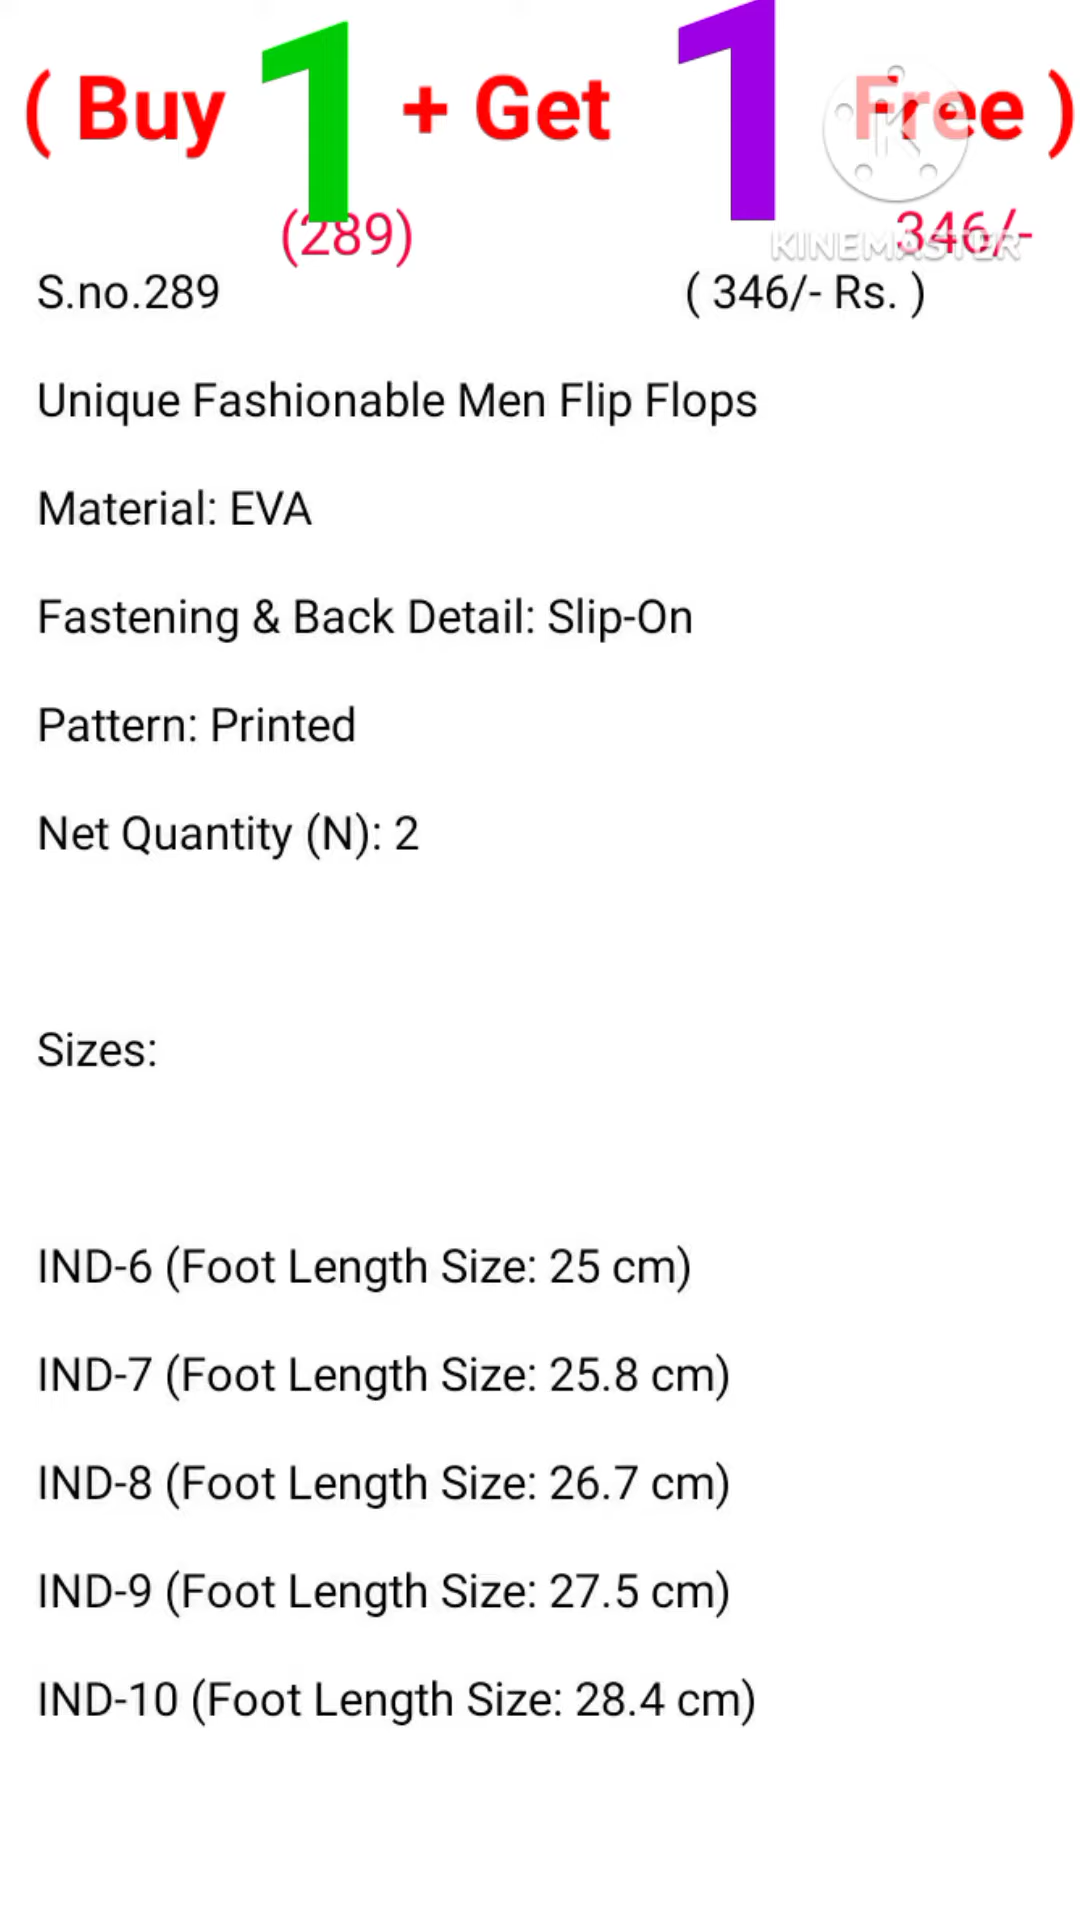 ( Buy 1 + Get 1 Free )
(289) 346/-
KINEMASTER
S.no.289 ( 346/- Rs. )
Unique Fashionable Men Flip Flops
Material: EVA
Fastening & Back Detail: Slip-On
Pattern: Printed
Net Quantity (N): 2
Sizes:
IND-6 (Foot Length Size: 25 cm)
IND-7 (Foot Length Size: 25.8 cm)
IND-8 (Foot Length Size: 26.7 cm)
IND-9 (Foot Length Size: 27.5 cm)
IND-10 (Foot Length Size: 28.4 cm)